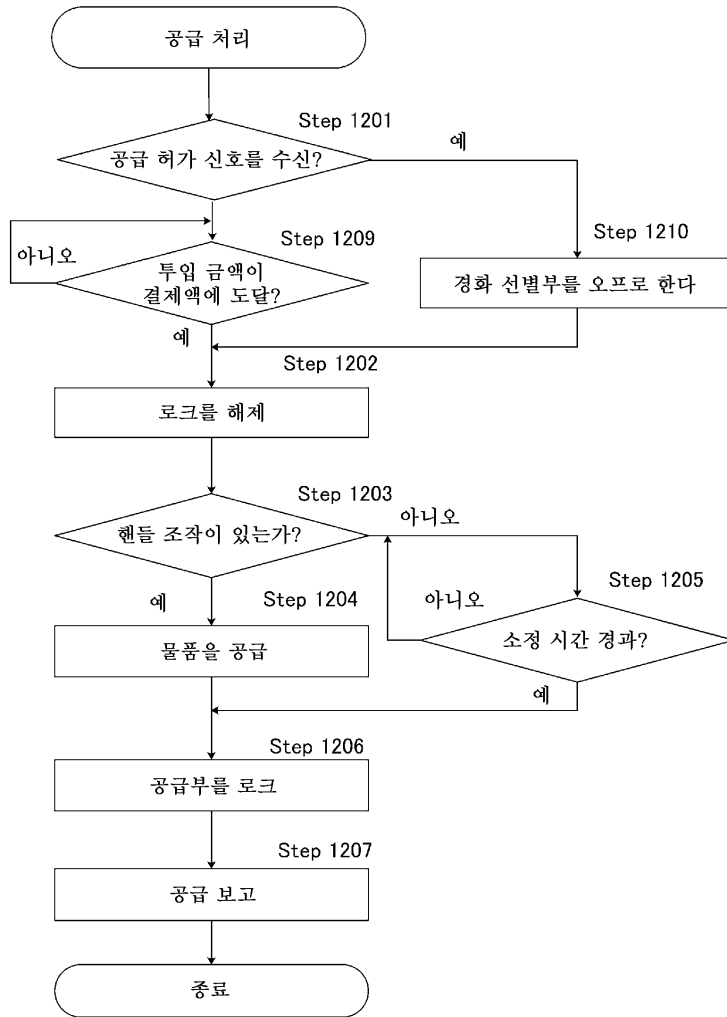 공급 처리
Step 1201
공급 허가 신호를 수신?
예
Step 1209
아니오
투입 금액이
결제액에 도달?
예
Step 1210
경화 선별부를 오프로 한다
Step 1202
로크를 해제
Step 1203
핸들 조작이 있는가?
아니오
예
Step 1204
물품을 공급
Step 1205
아니오
소정 시간 경과?
예
Step 1206
공급부를 로크
Step 1207
공급 보고
종료